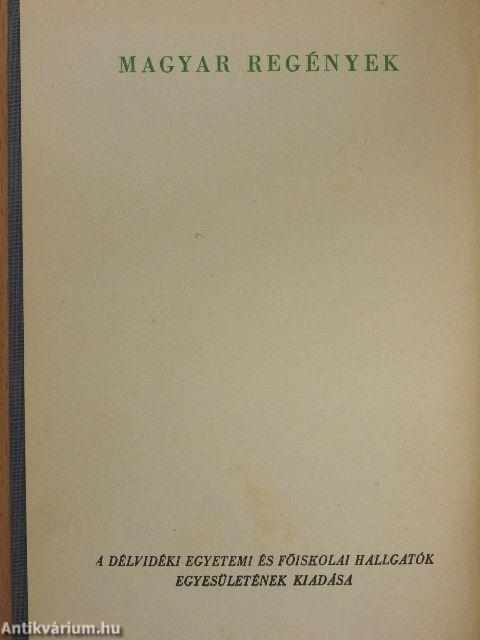 MAGYAR REGÉNYEK
A DÉLVIDÉKI EGYETEMI ÉS FŐISKOLAI HALLGATÓK
EGYESÜLETÉNEK KIADÁSA
Antikvárium.hu